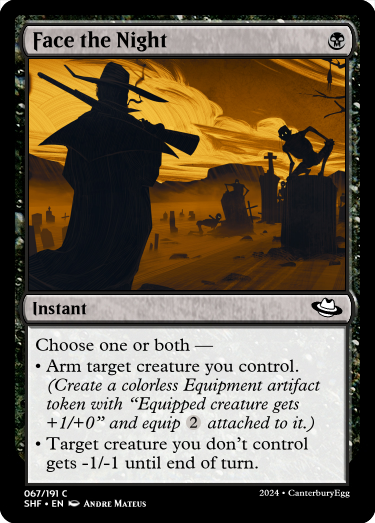 Face the Night
Instant
Choose one or both —
• Arm target creature you control.
(Create a colorless Equipment artifact
token with “Equipped creature gets
+1/+0” and equip 2 attached to it.)
• Target creature you don’t control
gets -1/-1 until end of turn.
067/191 C
SHF • EN Andre Mateus
2024 • CanterburyEgg